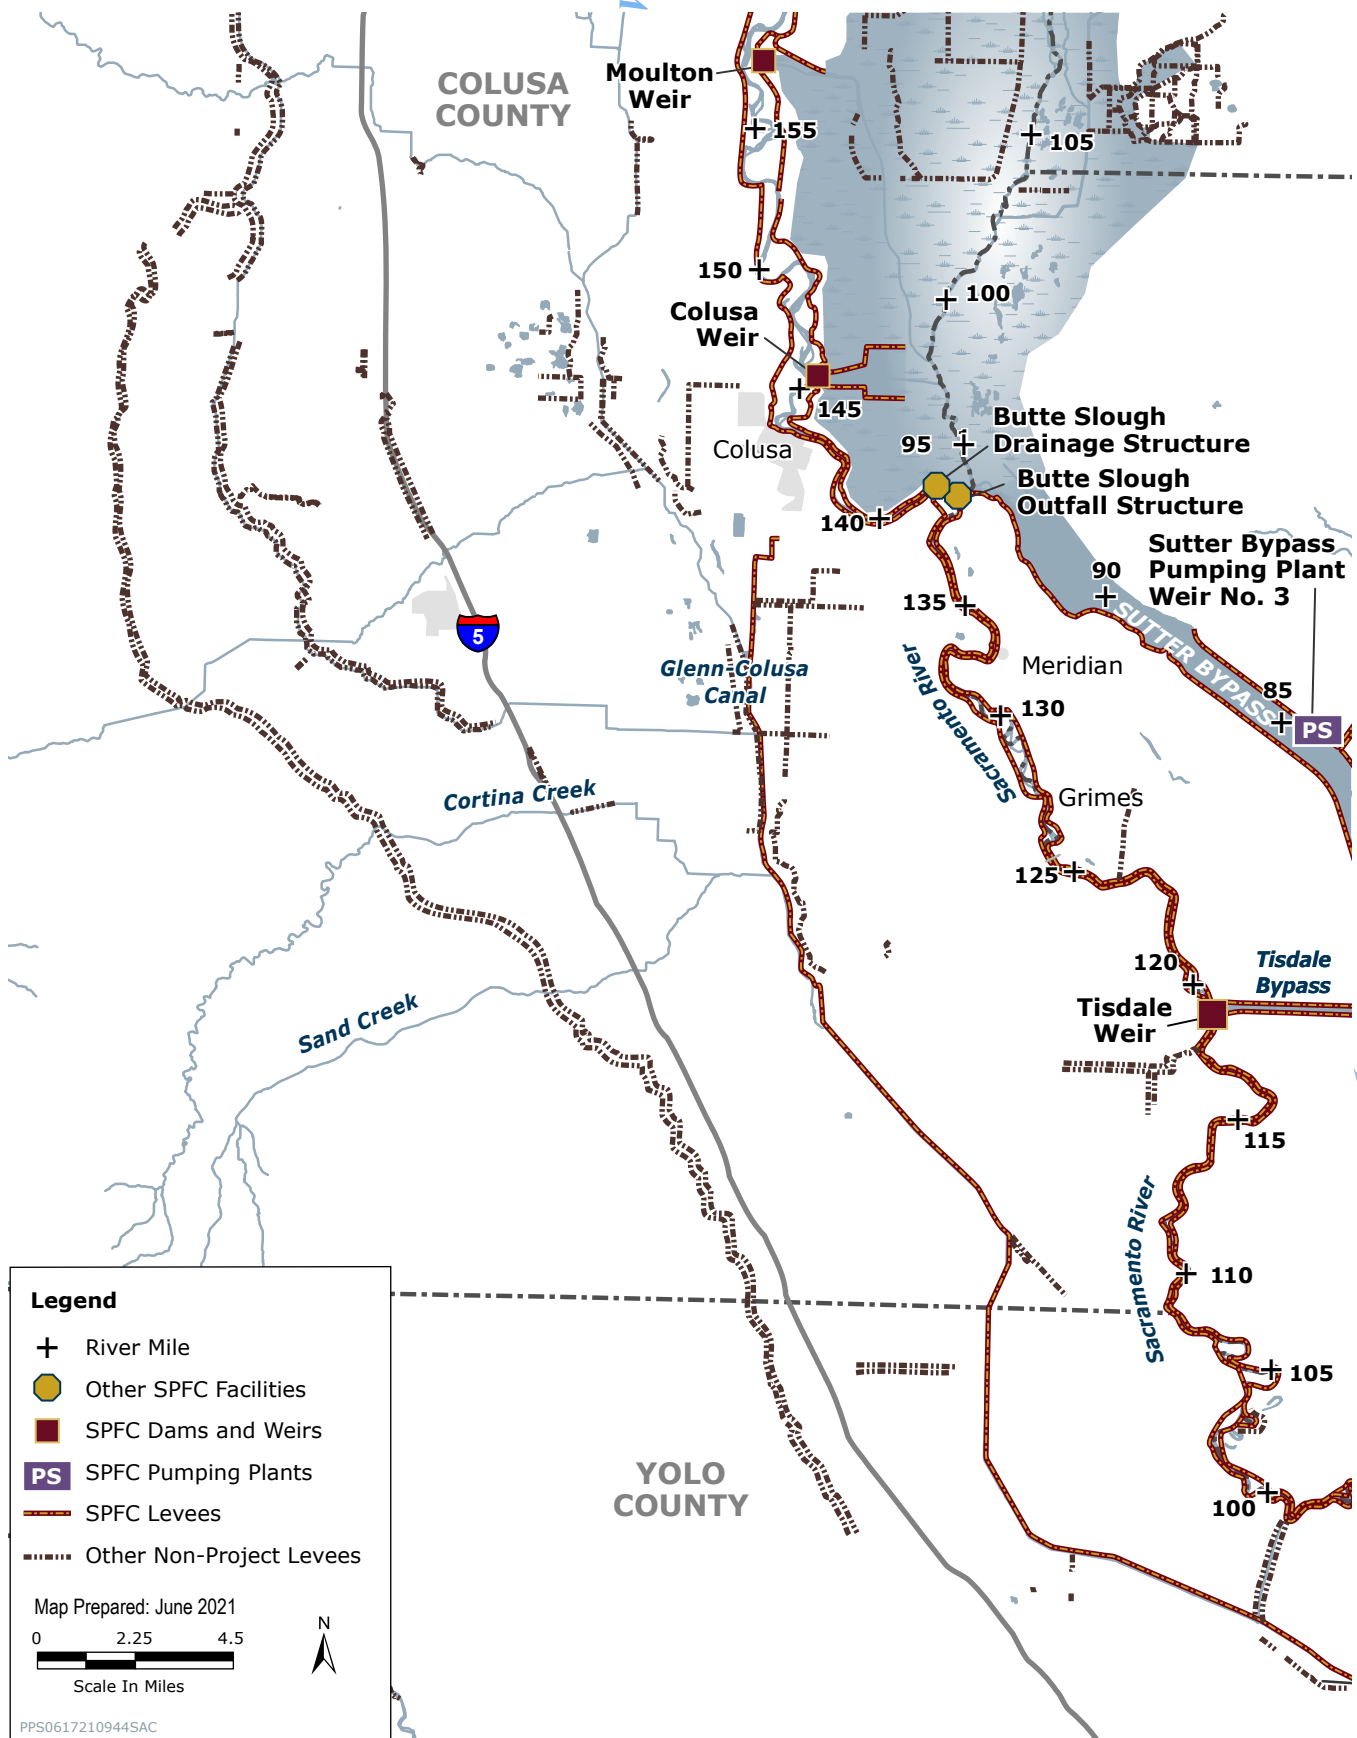 COLUSA
COUNTY
Moulton
Weir
155
105
150
100
Colusa
Weir
145
Colusa
95
Butte Slough
Drainage Structure
Butte Slough
Outfall Structure
140
Sutter Bypass
Pumping Plant
Weir No. 3
90
135
SUTTER BYPASS
5
Glenn-Colusa
Canal
Sacramento River
Meridian
85
130
PS
Cortina Creek
Grimes
125
120
Tisdale
Bypass
Tisdale
Weir
Sand Creek
115
Sacramento River
110
105
YOLO
COUNTY
100
Legend
River Mile
Other SPFC Facilities
SPFC Dams and Weirs
PS SPFC Pumping Plants
SPFC Levees
Other Non-Project Levees
Map Prepared: June 2021
N
0 2.25 4.5
Scale In Miles
PPS0617210944SAC